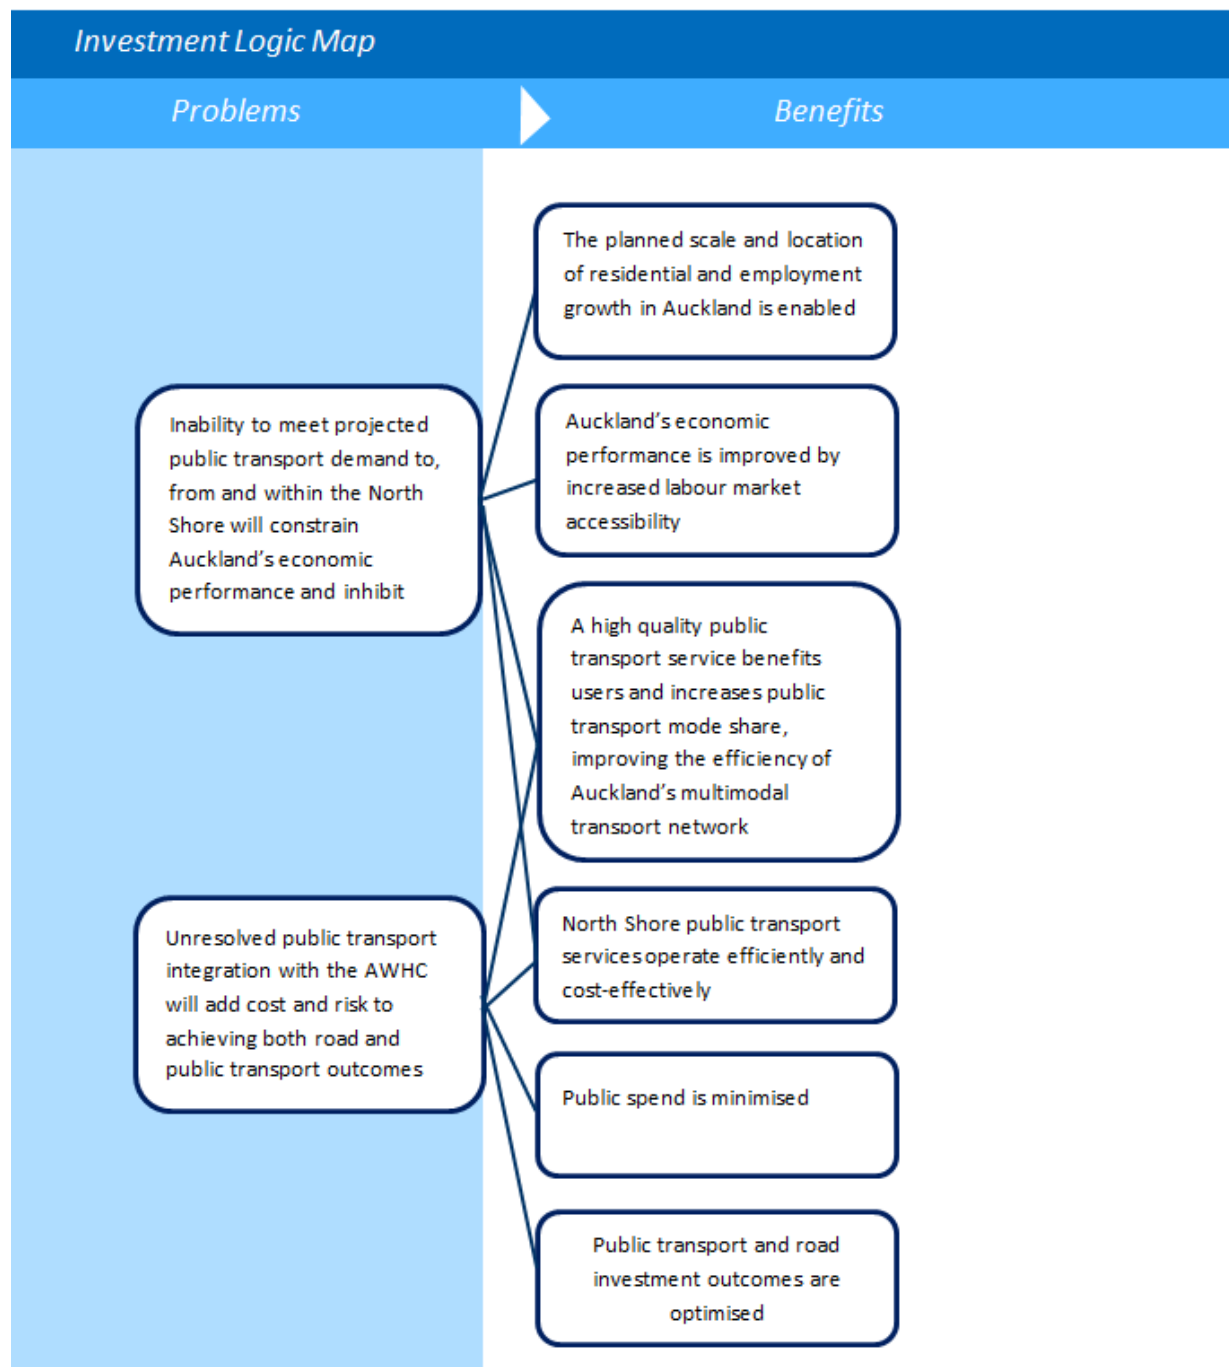 Investment Logic Map
Problems
Benefits
Inability to meet projected
public transport demand to,
from and within the North
Shore will constrain
Auckland’s economic
performance and inhibit
Unresolved public transport
integration with the AWHC
will add cost and risk to
achieving both road and
public transport outcomes
The planned scale and location
of residential and employment
growth in Auckland is enabled
Auckland’s economic
performance is improved by
increased labour market
accessibility
A high quality public
transport service benefits
users and increases public
transport mode share,
improving the efficiency of
Auckland’s multimodal
transport network
North Shore public transport
services operate efficiently and
cost-effectively
Public spend is minimised
Public transport and road
investment outcomes are
optimised